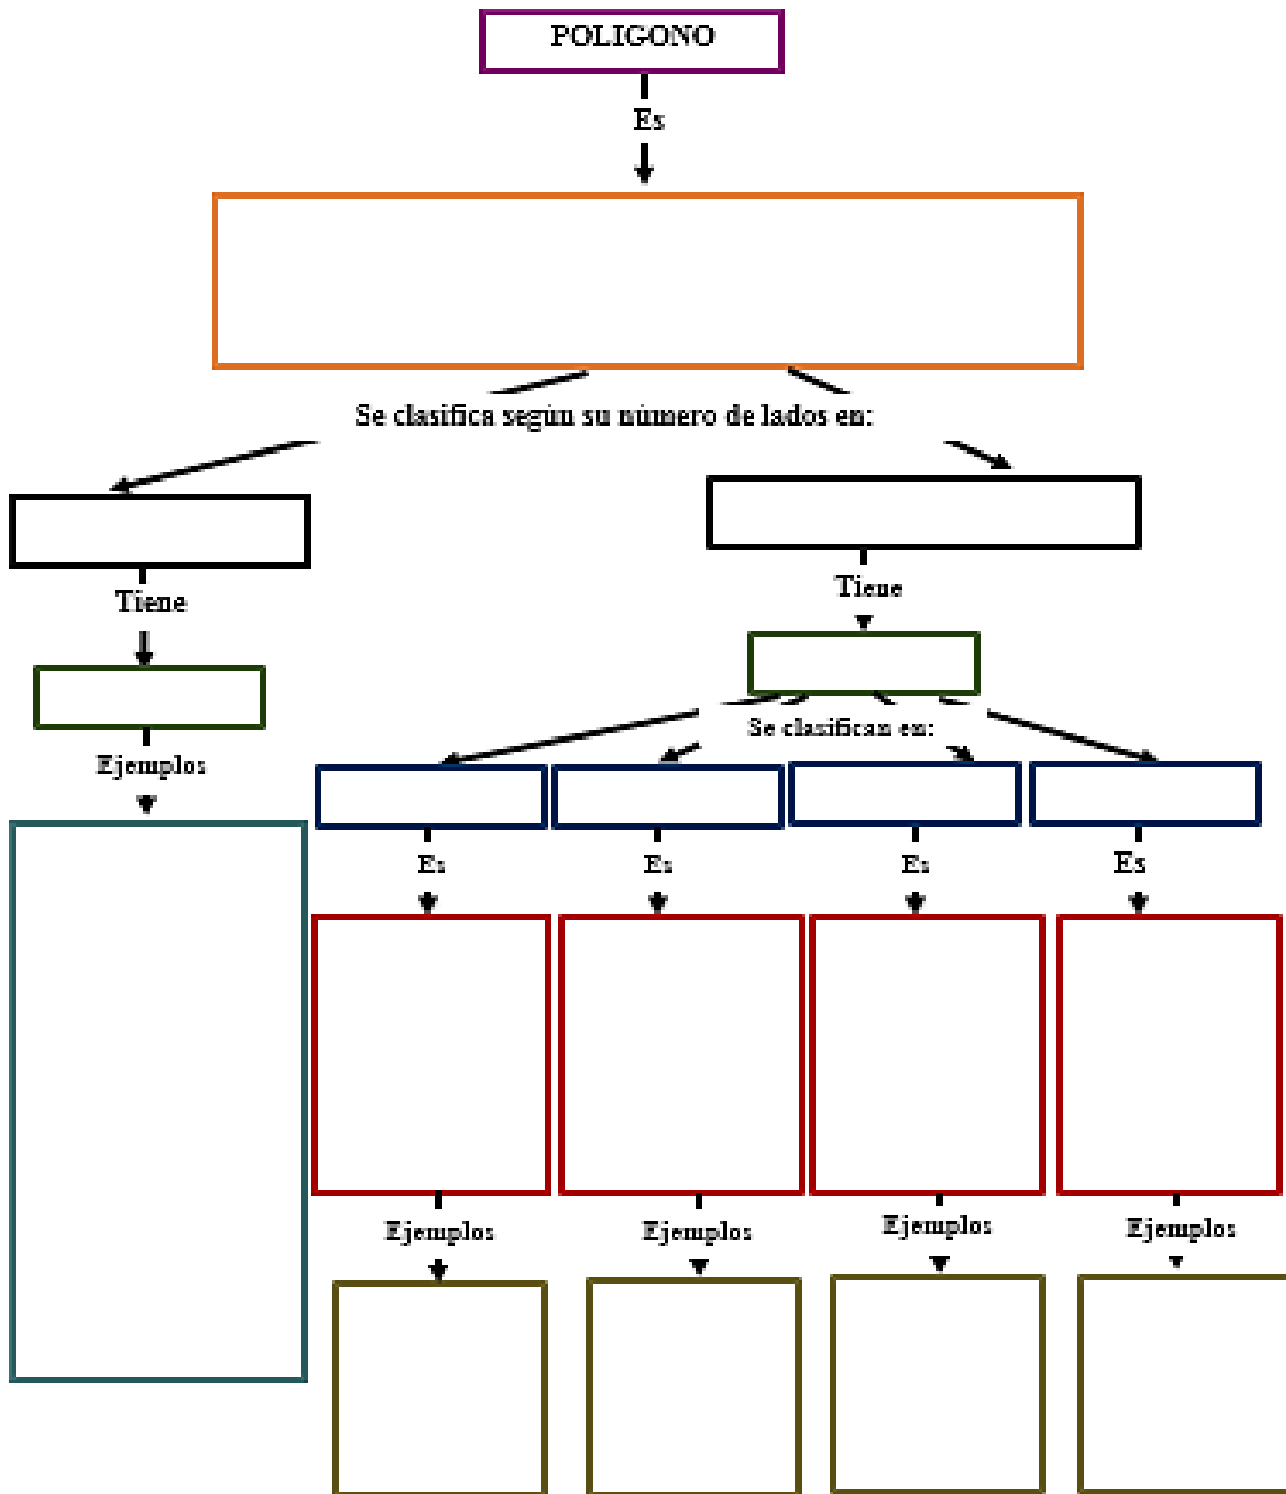 POLIGONO
Es
Se clasifica según su número de lados en:
Tiene
Tiene
Se clasifican en:
Ejemplos
Es
Es
Es
Es
Ejemplos
Ejemplos
Ejemplos
Ejemplos